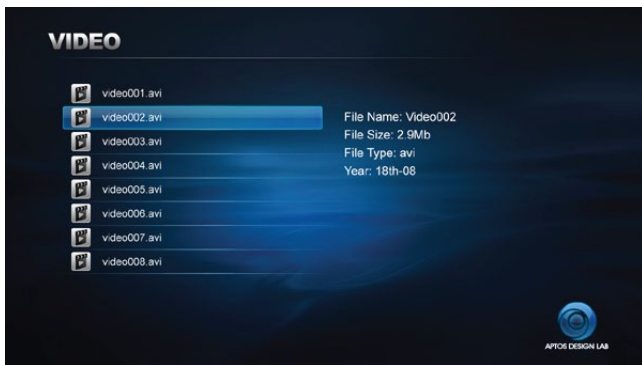 VIDEO
video001.avi
video002.avi
video003.avi
video004.avi
video005.avi
video006.avi
video007.avi
video008.avi
File Name: Video002
File Size: 2.9Mb
File Type: avi
Year: 18th-08
APTOS DESIGN LAB